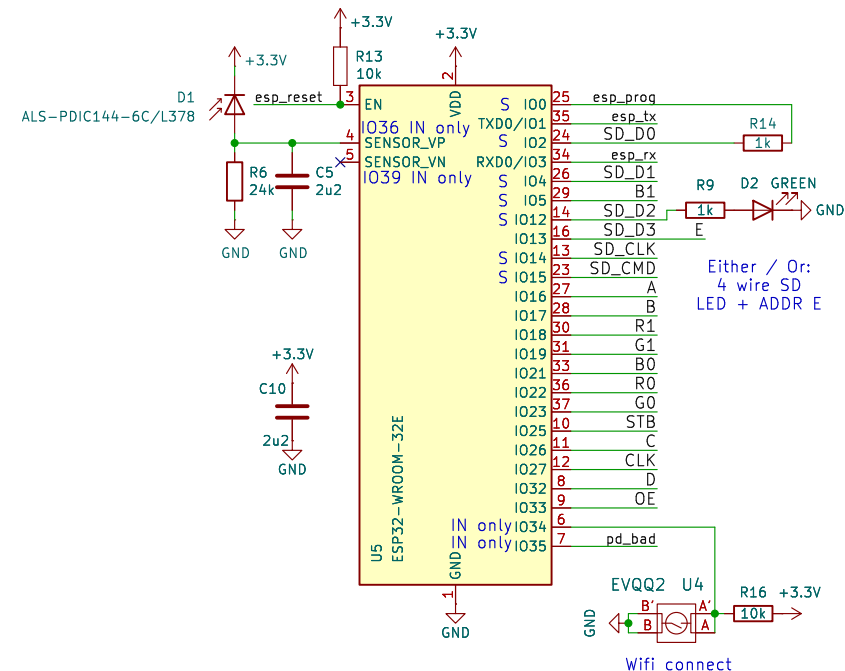 +3.3V
R13
10k
+3.3V
+3.3V
D1
ALS-PDIC144-6C/L378
esp_reset
3
EN
2
VDD
IO36 IN only
4
SENSOR_VP
5
SENSOR_VN
IO39 IN only
R6
24k
C5
2u2
GND
GND
S IO0 25 esp_prog
TXD0/IO1 35 esp_tx
S IO2 24 SD_D0
RXD0/IO3 34 esp_rx
S IO4 26 SD_D1
S IO5 29 B1
S IO12 14 SD_D2
IO13 16 SD_D3 E
S IO14 13 SD_CLK
S IO15 23 SD_CMD
IO16 27 A
IO17 28 B
IO18 30 R1
IO19 31 G1
IO21 33 B0
IO22 36 R0
IO23 37 G0
IO25 10 STB
IO26 11 C
IO27 12 CLK
IO32 8 D
IO33 9 OE
IN only IO34 6
IN only IO35 7 pd_bad
R14
1k
R9
1k
D2 GREEN
GND
Either / Or:
4 wire SD
LED + ADDR E
+3.3V
C10
2u2
GND
U5
ESP32-WROOM-32E
GND
1
GND
EVQQ2 U4
R16 +3.3V
10k
GND
B' A'
B A
Wifi connect